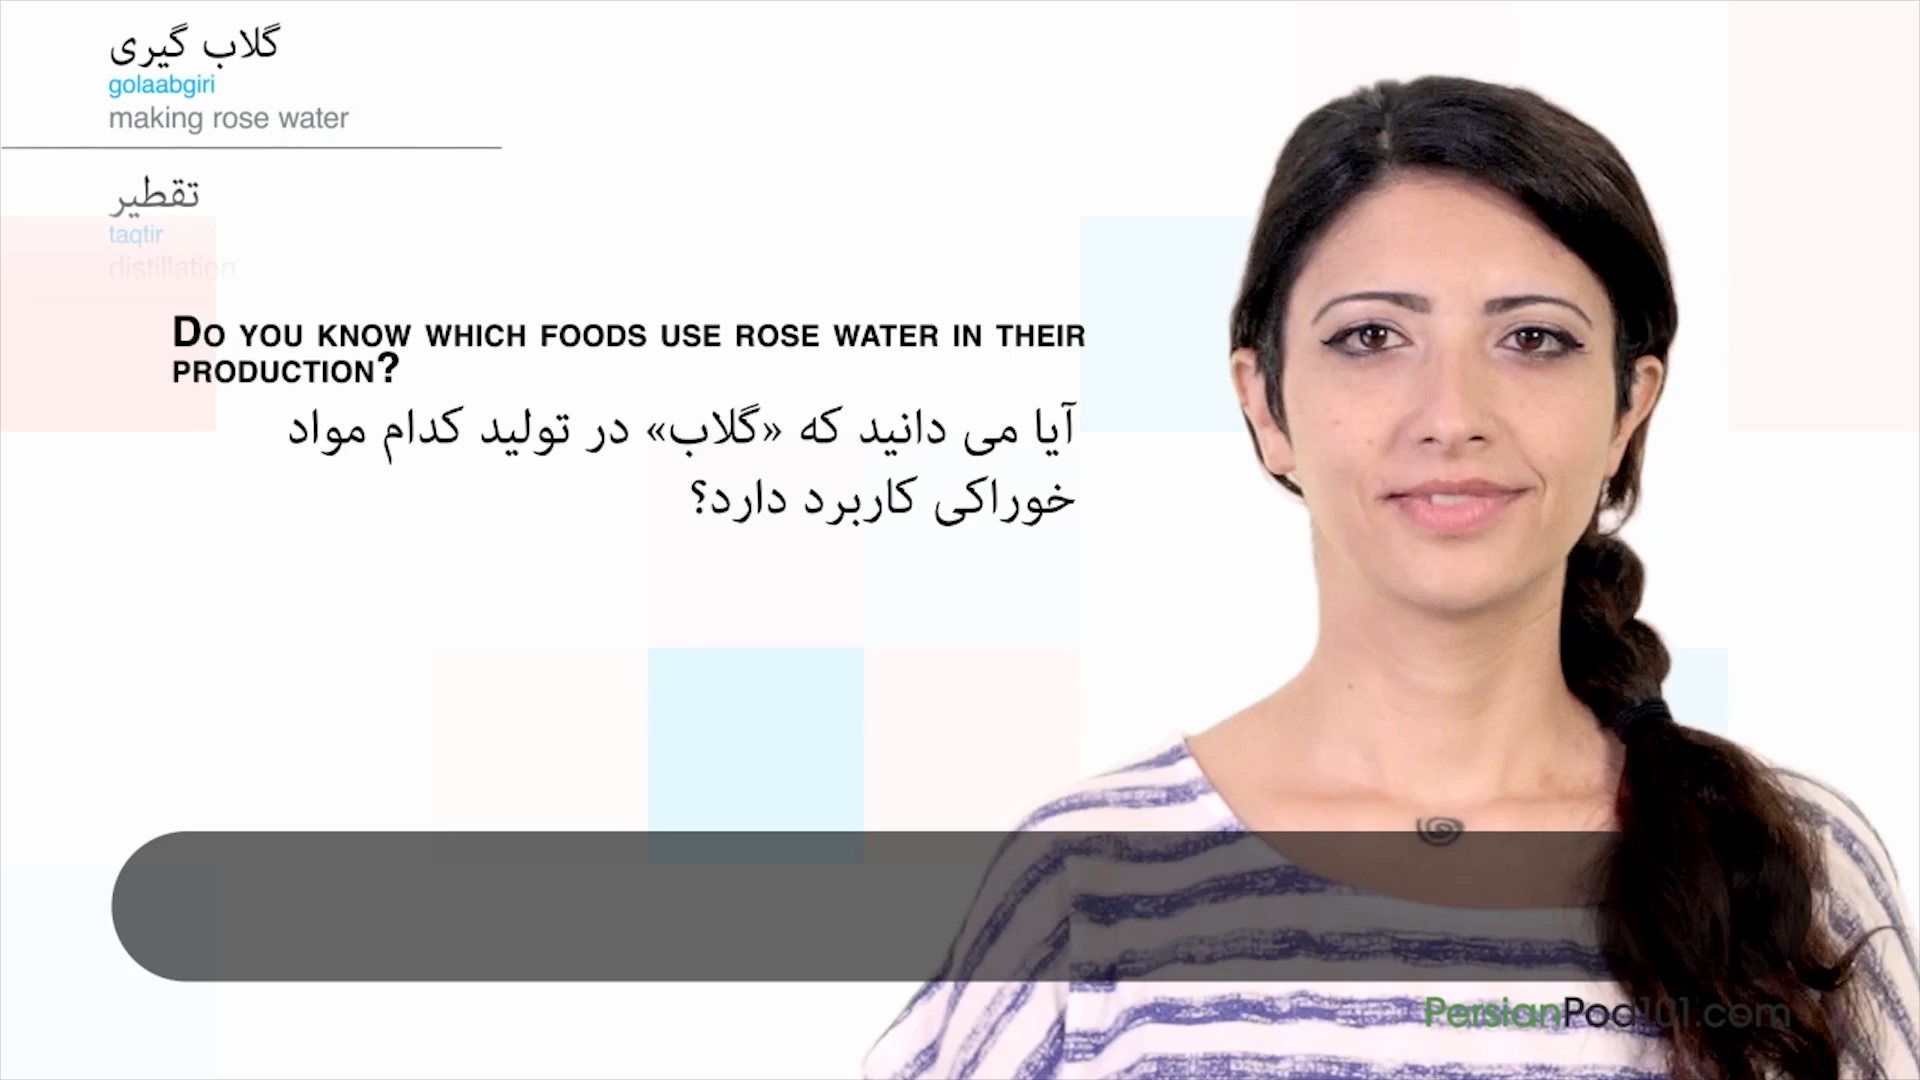 گلاب گیری
golaabgiri
making rose water
تقطیر
taqtir
distillation
Do you know which foods use rose water in their
production?
آیا می دانید که «گلاب» در تولید کدام مواد
خوراکی کاربرد دارد؟
PersianPod101.com